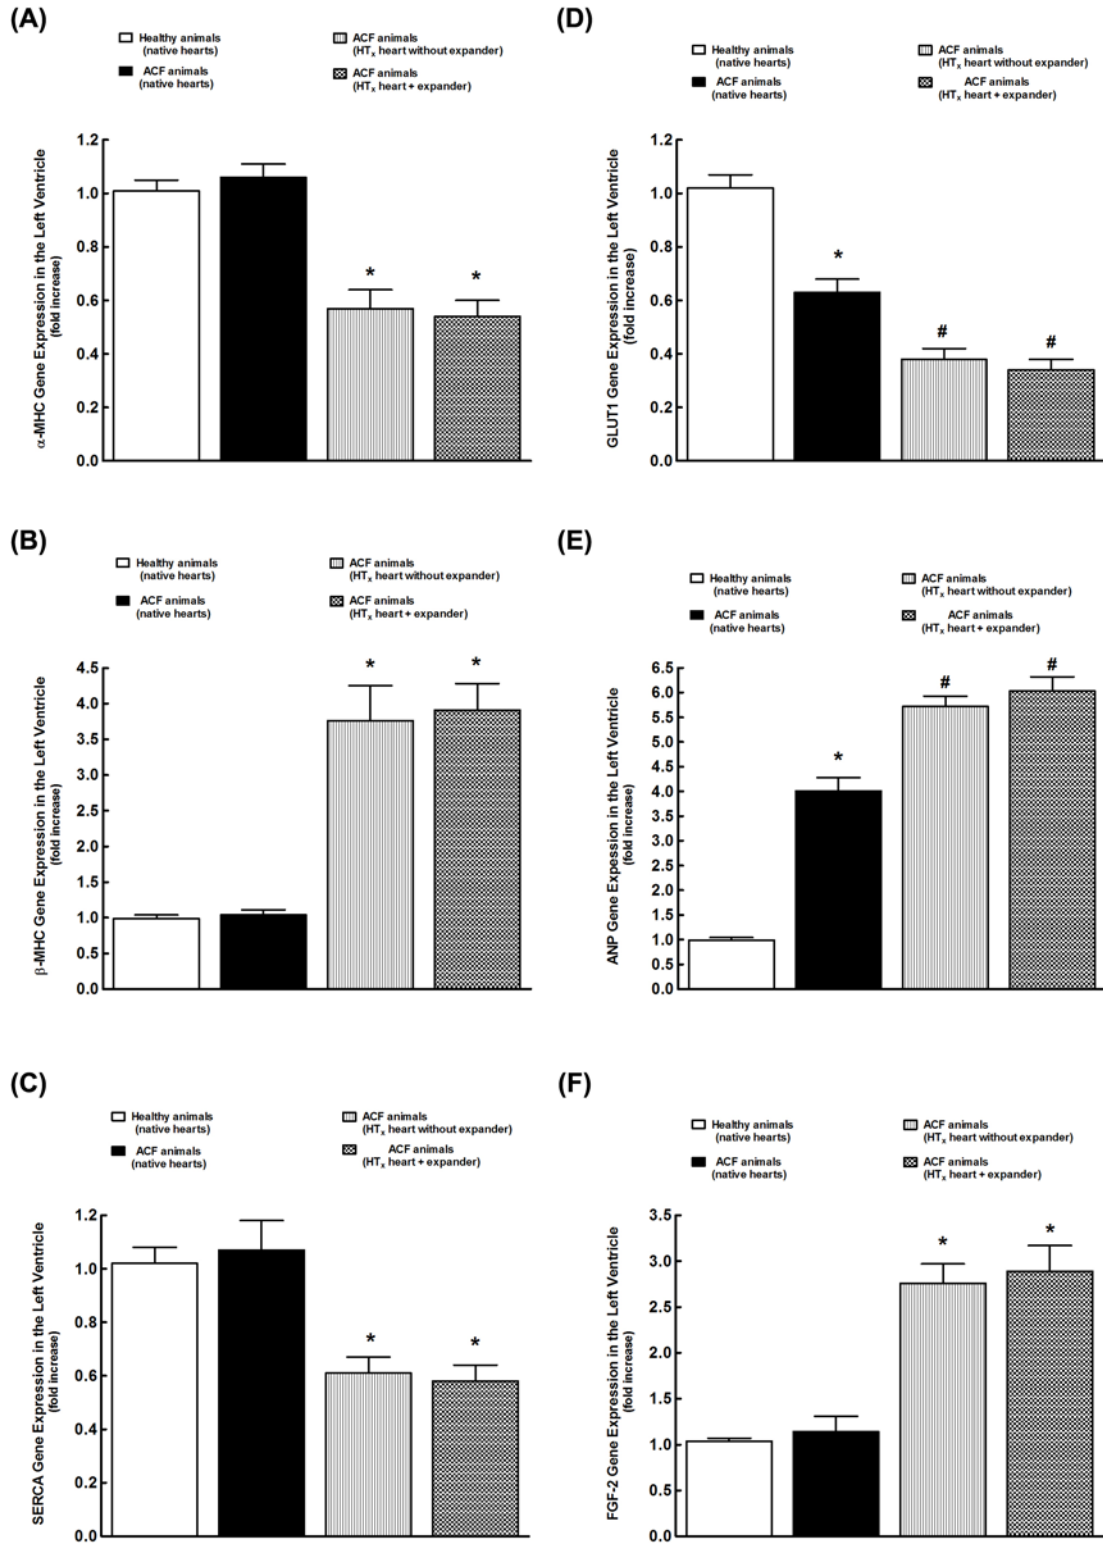 (A)
Healthy animals
(native hearts)
ACF animals
(native hearts)
ACF animals
(HTx heart without expander)
ACF animals
(HTx heart + expander)
α-MHC Gene Expression in the Left Ventricle
(fold increase)
1.2
1.0
0.8
0.6
0.4
0.2
0.0
*
*
(B)
Healthy animals
(native hearts)
ACF animals
(native hearts)
ACF animals
(HTx heart without expander)
ACF animals
(HTx heart + expander)
β-MHC Gene Expression in the Left Ventricle
(fold increase)
4.5
4.0
3.5
3.0
2.5
2.0
1.5
1.0
0.5
0.0
*
*
(C)
Healthy animals
(native hearts)
ACF animals
(native hearts)
ACF animals
(HTx heart without expander)
ACF animals
(HTx heart + expander)
SERCA Gene Expression in the Left Ventricle
(fold increase)
1.2
1.0
0.8
0.6
0.4
0.2
0.0
*
*
(D)
Healthy animals
(native hearts)
ACF animals
(native hearts)
ACF animals
(HTx heart without expander)
ACF animals
(HTx heart + expander)
GLUT1 Gene Expression in the Left Ventricle
(fold increase)
1.2
1.0
0.8
0.6
0.4
0.2
0.0
*
#
#
(E)
Healthy animals
(native hearts)
ACF animals
(native hearts)
ACF animals
(HTx heart without expander)
ACF animals
(HTx heart + expander)
ANP Gene Expession in the Left Ventricle
(fold increase)
6.5
6.0
5.5
5.0
4.5
4.0
3.5
3.0
2.5
2.0
1.5
1.0
0.5
0.0
*
#
#
(F)
Healthy animals
(native hearts)
ACF animals
(native hearts)
ACF animals
(HTx heart without expander)
ACF animals
(HTx heart + expander)
FGF-2 Gene Expression in the Left Ventricle
(fold increase)
3.5
3.0
2.5
2.0
1.5
1.0
0.5
0.0
*
*